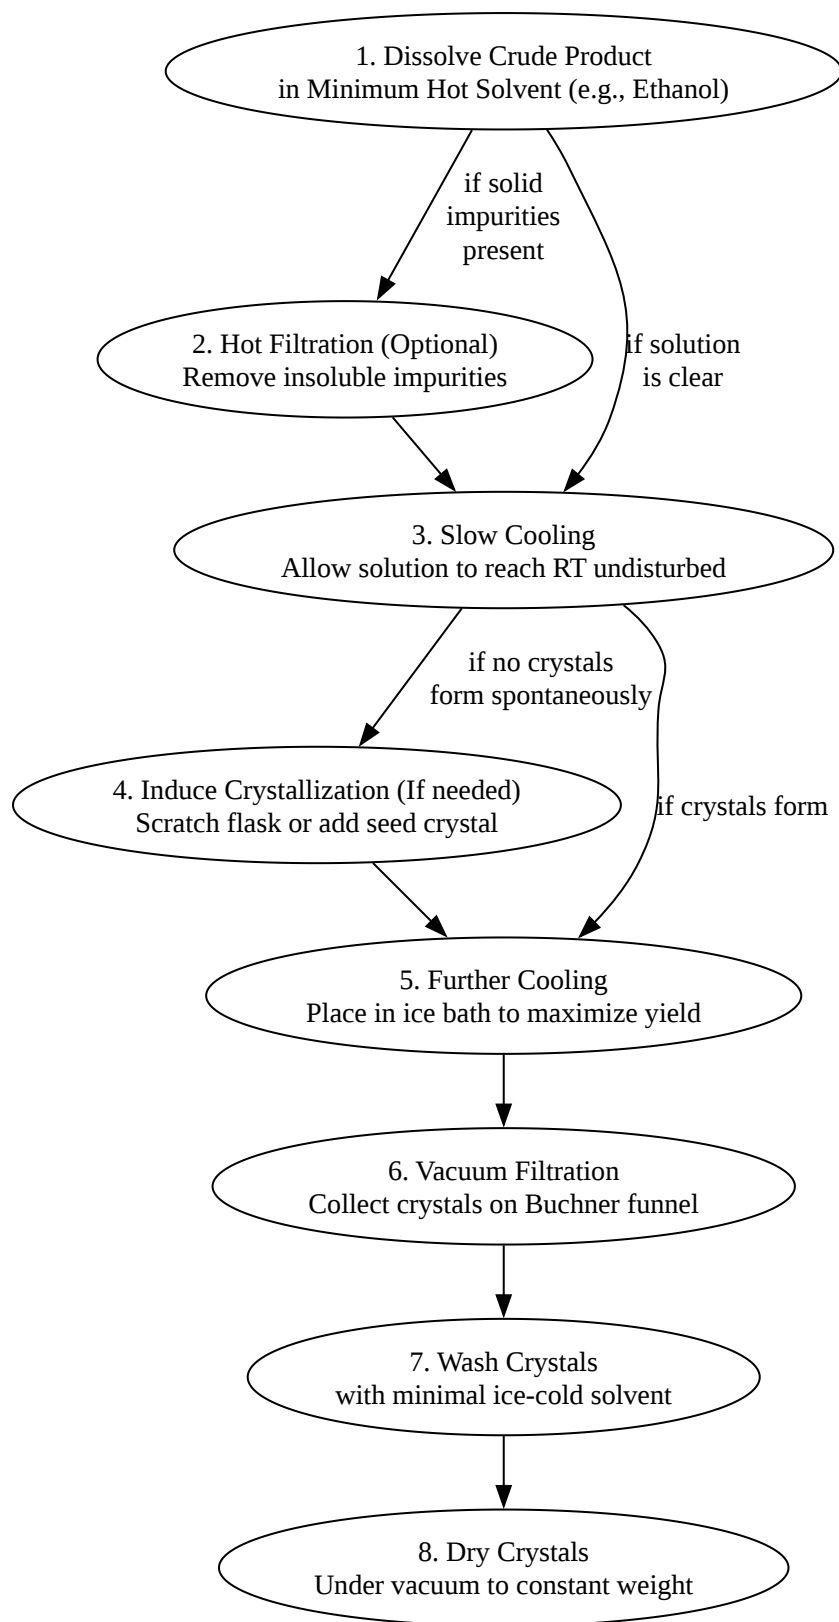 1. Dissolve Crude Product
in Minimum Hot Solvent (e.g., Ethanol)
if solid
impurities
present
2. Hot Filtration (Optional)
Remove insoluble impurities
if solution
is clear
3. Slow Cooling
Allow solution to reach RT undisturbed
if no crystals
form spontaneously
4. Induce Crystallization (If needed)
Scratch flask or add seed crystal
if crystals form
5. Further Cooling
Place in ice bath to maximize yield
6. Vacuum Filtration
Collect crystals on Buchner funnel
7. Wash Crystals
with minimal ice-cold solvent
8. Dry Crystals
Under vacuum to constant weight